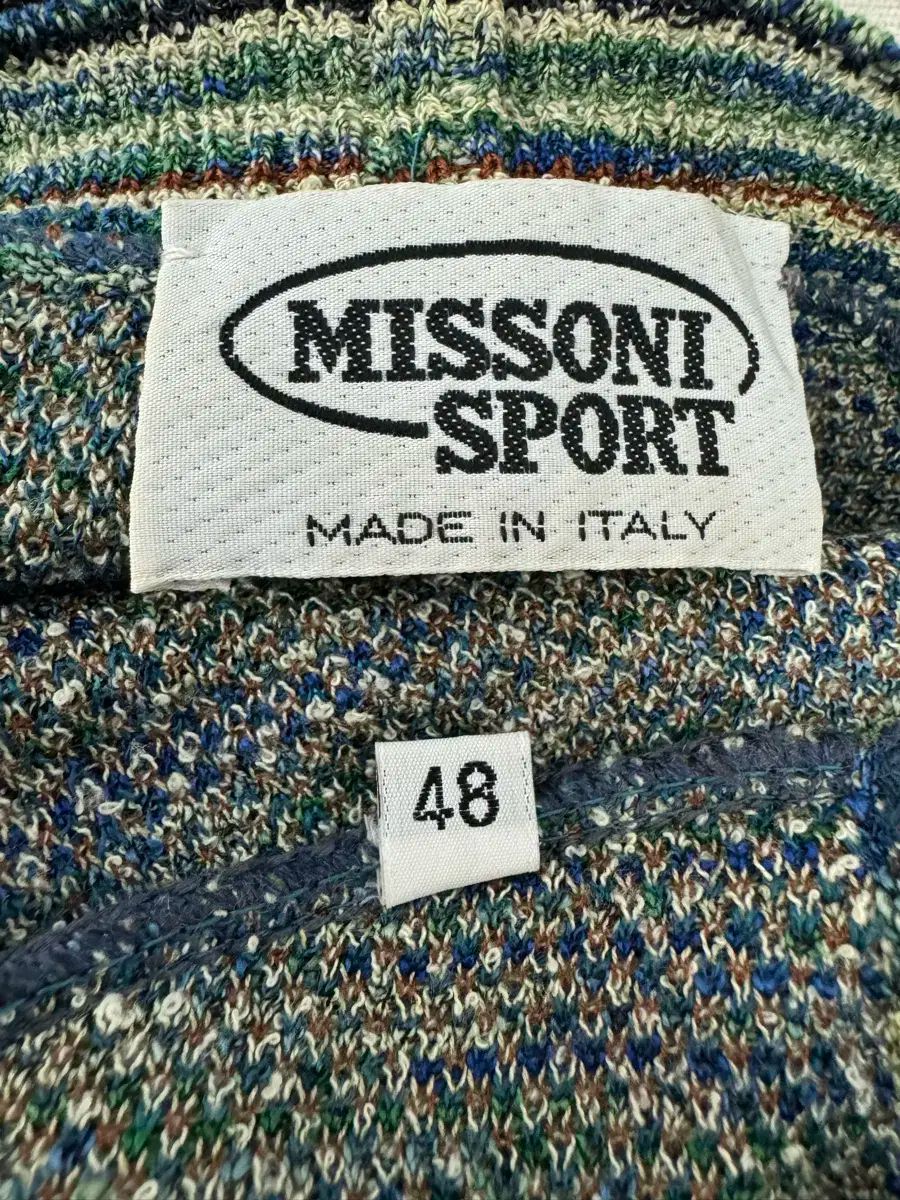 MISSONI
SPORT
MADE IN ITALY
48